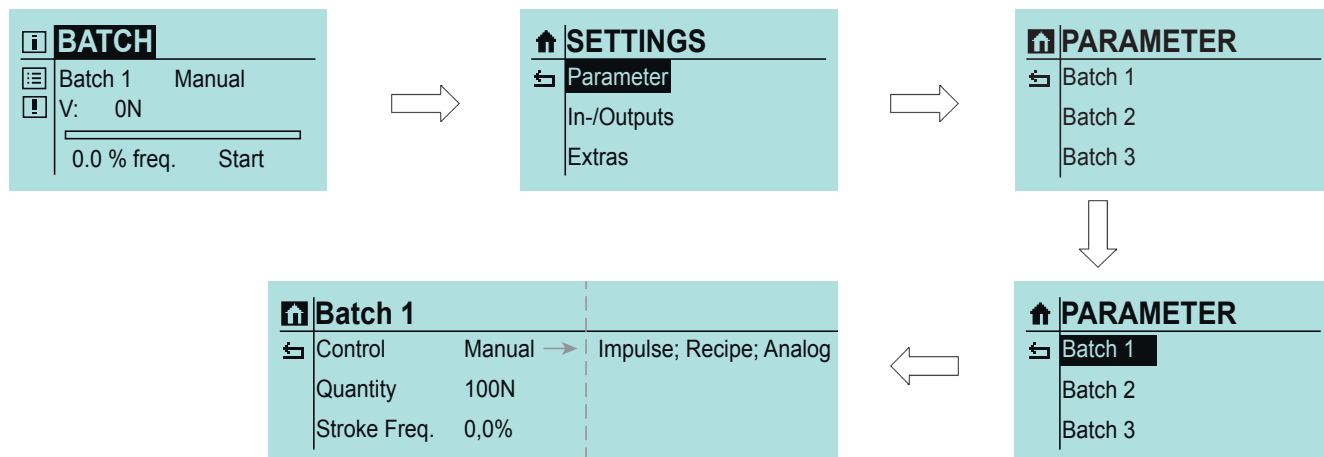 BATCH
Batch 1 Manual
V: 0N
0.0 % freq. Start
SETTINGS
Parameter
In-/Outputs
Extras
PARAMETER
Batch 1
Batch 2
Batch 3
PARAMETER
Batch 1
Batch 2
Batch 3
Batch 1
Control Manual Impulse; Recipe; Analog
Quantity 100N
Stroke Freq. 0,0%